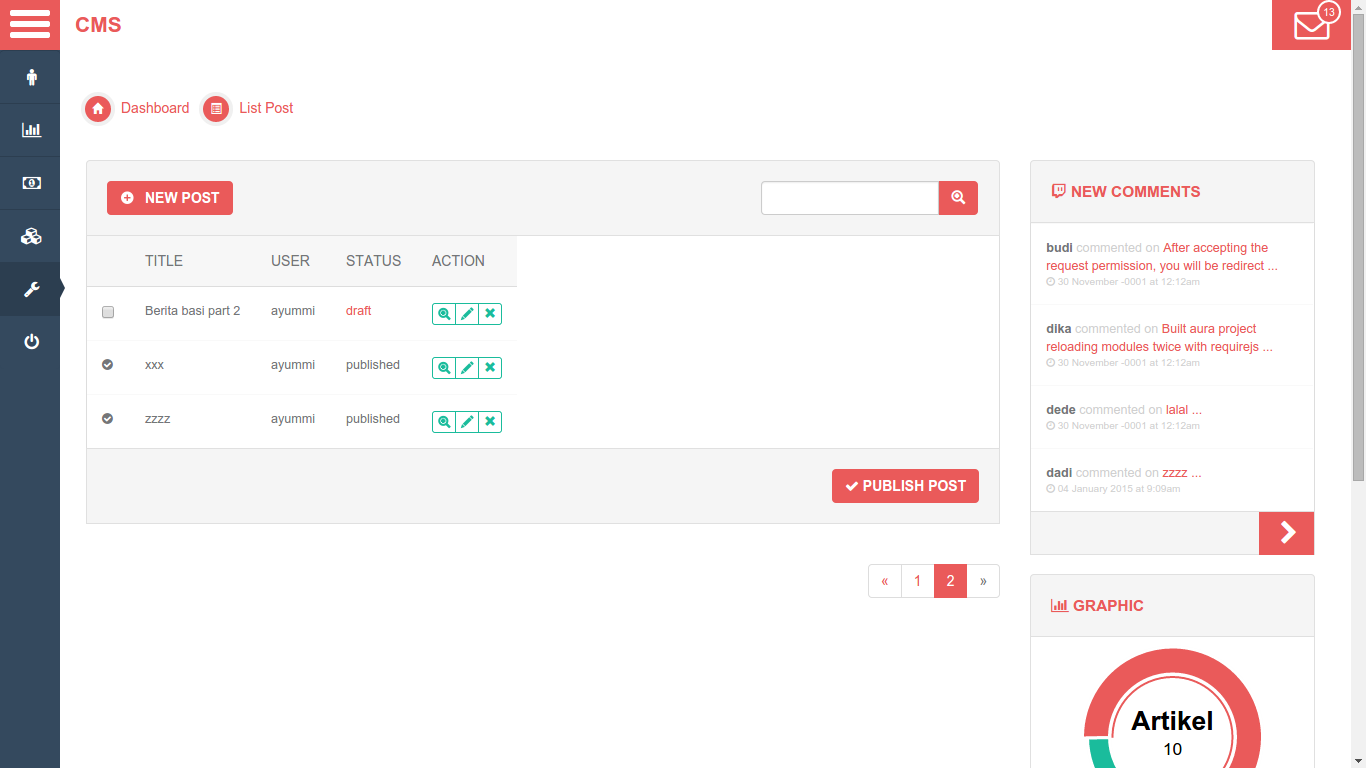 CMS
13
Dashboard
List Post
NEW POST
TITLE USER STATUS ACTION
Berita basi part 2 ayummi draft
xxx ayummi published
zzzz ayummi published
PUBLISH POST
« 1 2 »
NEW COMMENTS
budi commented on After accepting the
request permission, you will be redirect ...
30 November -0001 at 12:12am
dika commented on Built aura project
reloading modules twice with requirejs ...
30 November -0001 at 12:12am
dede commented on lalal ...
30 November -0001 at 12:12am
dadi commented on zzzz ...
04 January 2015 at 9:09am
GRAPHIC
Artikel
10